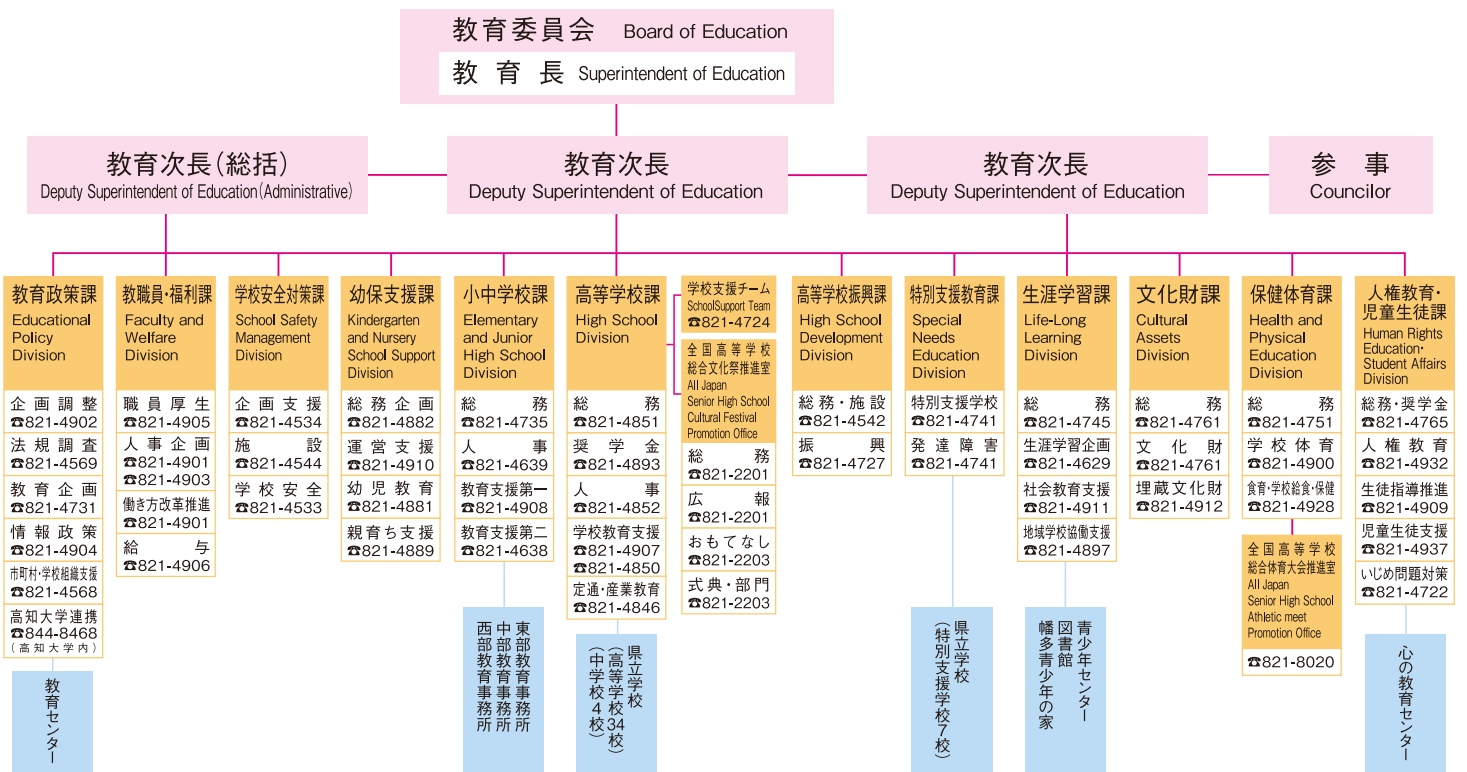 教育委員会 Board of Education
教育長 Superintendent of Education
教育次長(総括)
Deputy Superintendent of Education(Administrative)
教育次長
Deputy Superintendent of Education
教育次長
Deputy Superintendent of Education
参事
Councilor
教育政策課
Educational
Policy
Division
企画調整
☎821-4902
法規調査
☎821-4569
教育企画
☎821-4731
情報政策
☎821-4904
市町村・学校組織支援
☎821-4568
高知大学連携
☎844-8468
(高知大学内)
教育センター
教職員・福利課
Faculty and
Welfare
Division
職員厚生
☎821-4905
人事企画
☎821-4901
☎821-4903
働き方改革推進
☎821-4901
給与
☎821-4906
学校安全対策課
School Safety
Management
Division
企画支援
☎821-4534
施設
☎821-4544
学校安全
☎821-4533
幼保支援課
Kindergarten
and Nursery
School Support
Division
総務企画
☎821-4882
運営支援
☎821-4910
幼児教育
☎821-4881
親育ち支援
☎821-4889
小中学校課
Elementary
and Junior
High School
Division
総務
☎821-4735
人事
☎821-4639
教育支援第一
☎821-4908
教育支援第二
☎821-4638
東部教育事務所
中部教育事務所
西部教育事務所
高等学校課
High School
Division
総務
☎821-4851
奨学金
☎821-4893
人事
☎821-4852
学校教育支援
☎821-4907
☎821-4850
定通・産業教育
☎821-4846
県立学校
(高等学校34校)
(中学校4校)
学校支援チーム
SchoolSupport Team
☎821-4724
全国高等学校
総合文化祭推進室
All Japan
Senior High School
Cultural Festival
Promotion Office
総務
☎821-2201
広報
☎821-2201
おもてなし
☎821-2203
式典・部門
☎821-2203
高等学校振興課
High School
Development
Division
総務・施設
☎821-4542
振興
☎821-4727
特別支援教育課
Special
Needs
Education
Division
特別支援学校
☎821-4741
発達障害
☎821-4741
県立学校
(特別支援学校7校)
生涯学習課
Life-Long
Learning
Division
総務
☎821-4745
生涯学習企画
☎821-4629
社会教育支援
☎821-4911
地域学校協働支援
☎821-4897
青少年センター
図書館
幡多青少年の家
文化財課
Cultural
Assets
Division
総務
☎821-4761
文化財
☎821-4761
埋蔵文化財
☎821-4912
保健体育課
Health and
Physical
Education
Division
総務
☎821-4751
学校体育
☎821-4900
食育・学校給食・保健
☎821-4928
全国高等学校
総合体育大会推進室
All Japan
Senior High School
Athletic meet
Promotion Office
☎821-8020
人権教育・
児童生徒課
Human Rights
Education・
Student Affairs
Division
総務・奨学金
☎821-4765
人権教育
☎821-4932
生徒指導推進
☎821-4909
児童生徒支援
☎821-4937
いじめ問題対策
☎821-4722
心の教育センター